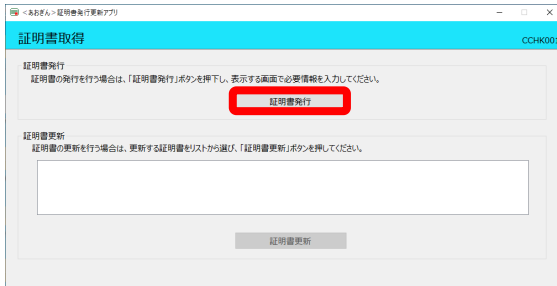 <あおぎん>証明書発行更新アプリ
証明書取得
CCHK001
証明書発行
証明書の発行を行う場合は、「証明書発行」ボタンを押下し、表示する画面で必要情報を入力してください。
証明書発行
証明書更新
証明書の更新を行う場合は、更新する証明書をリストから選び、「証明書更新」ボタンを押してください。
証明書更新